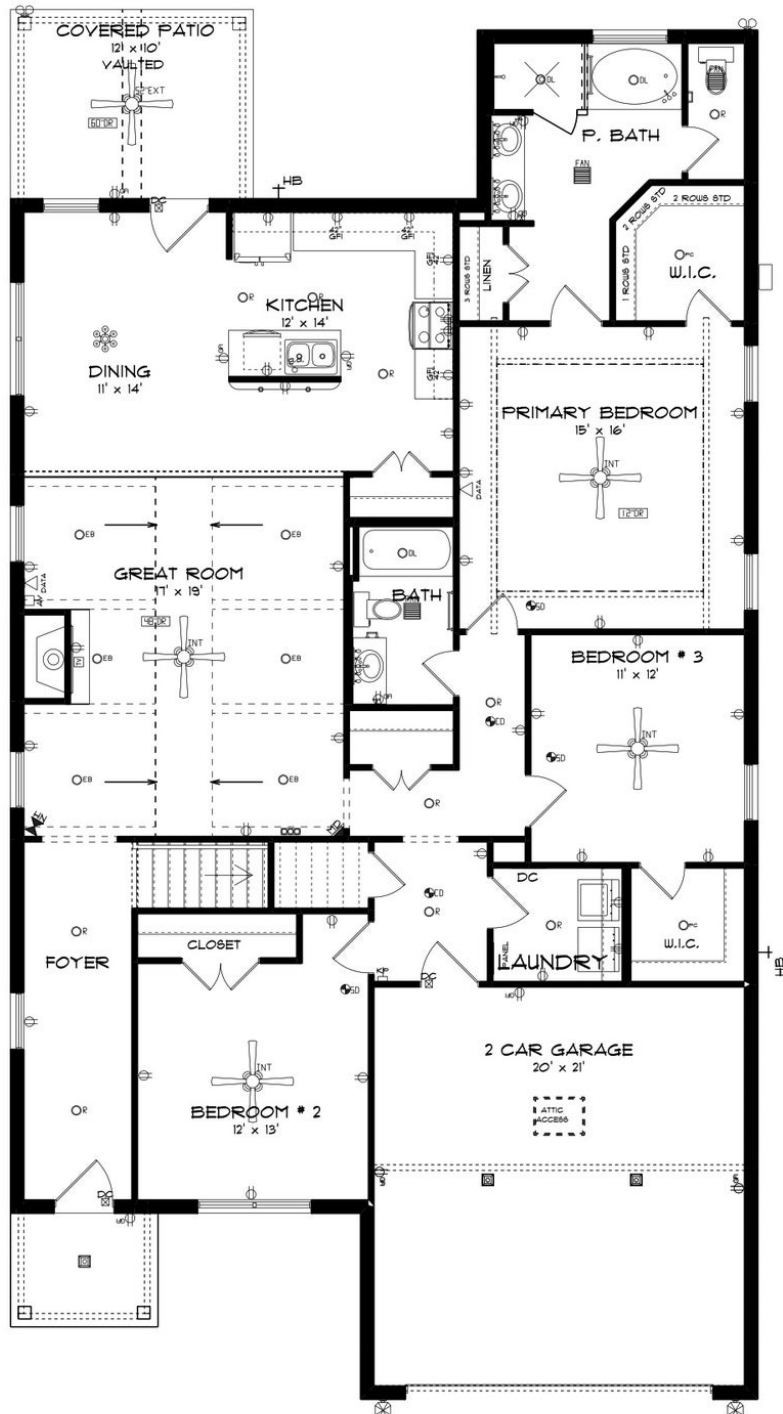 COVERED PATIO
12' x 10'
VAULTED
52"EXT
60-DR
GFI
DC
HB
DL
DL
P. BATH
FAN
R
2 ROWS STD
2 ROWS STD
1 ROWS STD
W.I.C.
LINEN
3 ROWS STD
R
R
KITCHEN
12' x 14'
R
GFI
DINING
11' x 14'
PRIMARY BEDROOM
15' x 16'
INT
12"DR
DATA
SD
EB
EB
GREAT ROOM
17' x 19'
48-DR
INT
DATA
TV
EB
EB
EB
EB
DL
BATH
GFI
R
CD
SD
R
BEDROOM # 3
11' x 12'
INT
FOYER
R
R
DC
CLOSET
SD
BEDROOM # 2
12' x 13'
INT
CD
R
DC
DC
LAUNDRY
PANEL
R
W.I.C.
HB
2 CAR GARAGE
20' x 21'
ATTIC
ACCESS